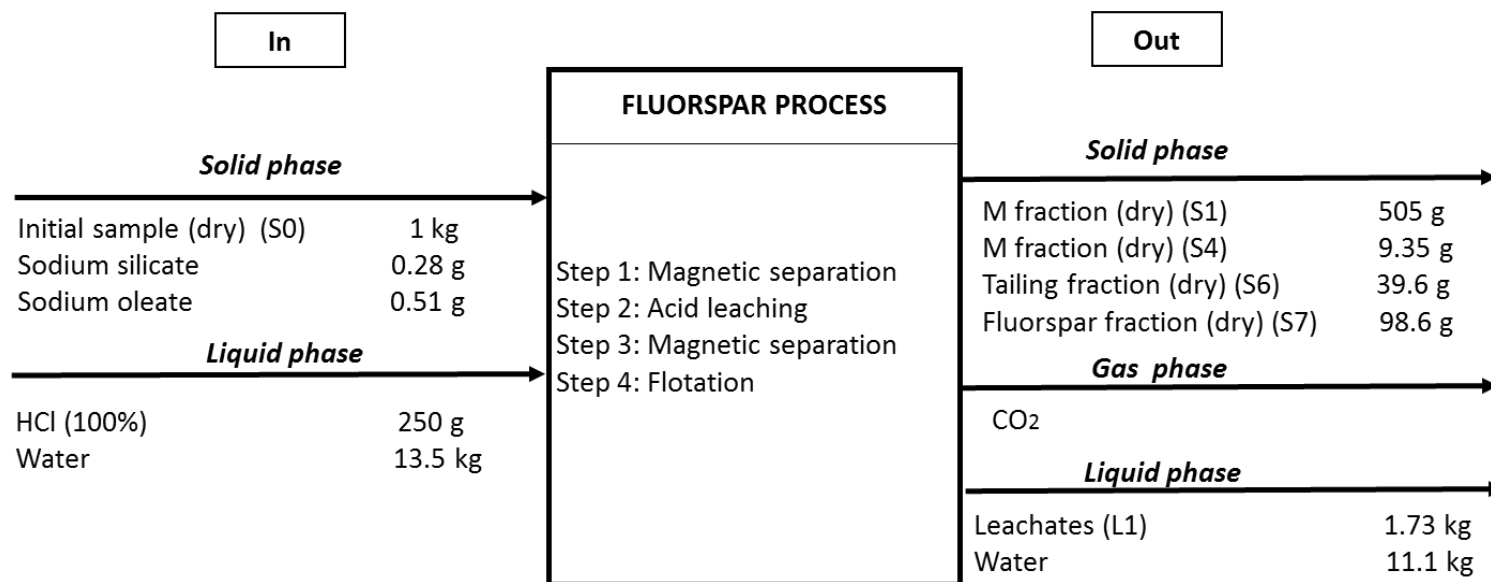 In
Out
FLUORSPAR PROCESS
Solid phase
Initial sample (dry) (S0) 1 kg
Sodium silicate 0.28 g
Sodium oleate 0.51 g
Liquid phase
HCl (100%) 250 g
Water 13.5 kg
Step 1: Magnetic separation
Step 2: Acid leaching
Step 3: Magnetic separation
Step 4: Flotation
Solid phase
M fraction (dry) (S1) 505 g
M fraction (dry) (S4) 9.35 g
Tailing fraction (dry) (S6) 39.6 g
Fluorspar fraction (dry) (S7) 98.6 g
Gas phase
CO2
Liquid phase
Leachates (L1) 1.73 kg
Water 11.1 kg